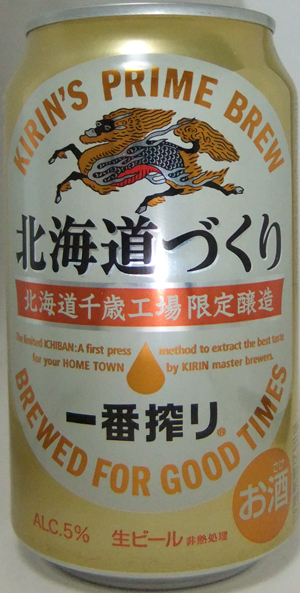 KIRIN'S PRIME BREW
北海道づくり
北海道千歳工場限定醸造
The limited ICHIBAN: A first press method to extract the best taste
for your HOME TOWN by KIRIN master brewers.
一番搾り®
BREWED FOR GOOD TIMES
さけ
お酒
ALC.5% 生ビール 非熱処理